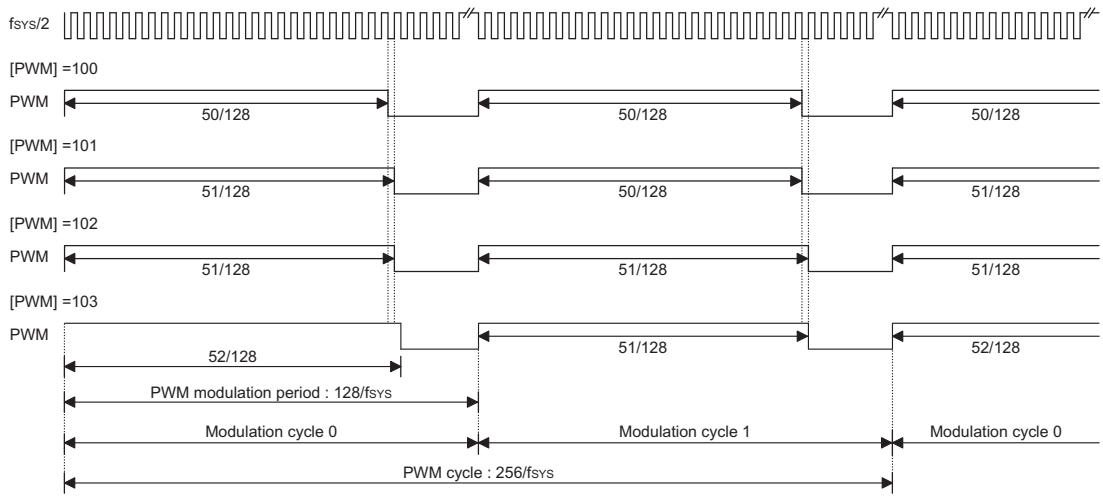 fSYS/2
[PWM] =100
PWM
50/128 50/128 50/128
[PWM] =101
PWM
51/128 50/128 51/128
[PWM] =102
PWM
51/128 51/128 51/128
[PWM] =103
PWM
52/128 51/128 52/128
PWM modulation period : 128/fSYS
Modulation cycle 0 Modulation cycle 1 Modulation cycle 0
PWM cycle : 256/fSYS